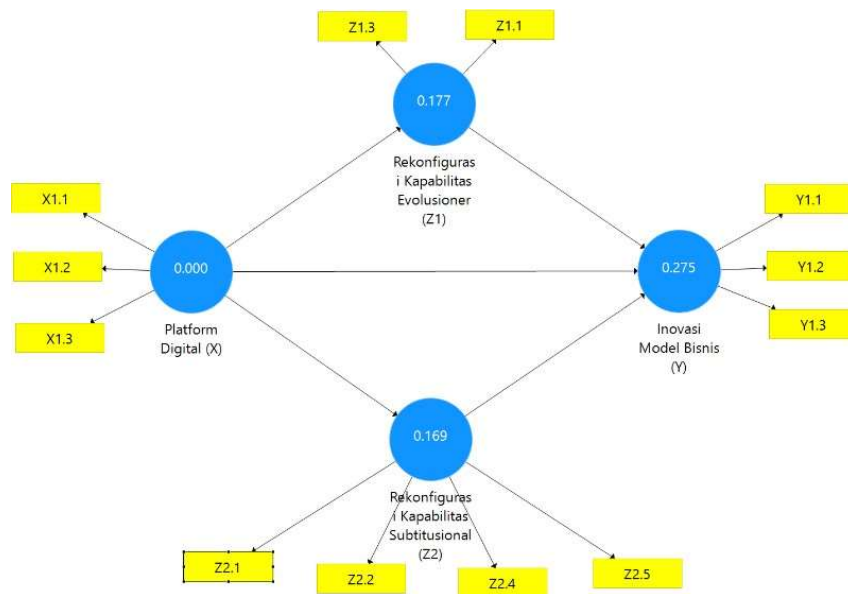 Z1.3
Z1.1
0.177
Rekonfiguras
i Kapabilitas
Evolusioner
(Z1)
X1.1
X1.2
X1.3
0.000
Platform
Digital (X)
0.275
Inovasi
Model Bisnis
(Y)
Y1.1
Y1.2
Y1.3
0.169
Rekonfiguras
i Kapabilitas
Subtitusional
(Z2)
Z2.1
Z2.2
Z2.4
Z2.5